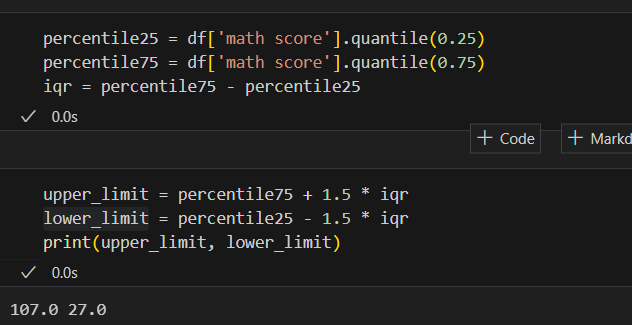 percentile25 = df['math score'].quantile(0.25)
percentile75 = df['math score'].quantile(0.75)
iqr = percentile75 - percentile25
0.0s
+ Code
+ Markd
upper_limit = percentile75 + 1.5 * iqr
lower_limit = percentile25 - 1.5 * iqr
print(upper_limit, lower_limit)
0.0s
107.0 27.0